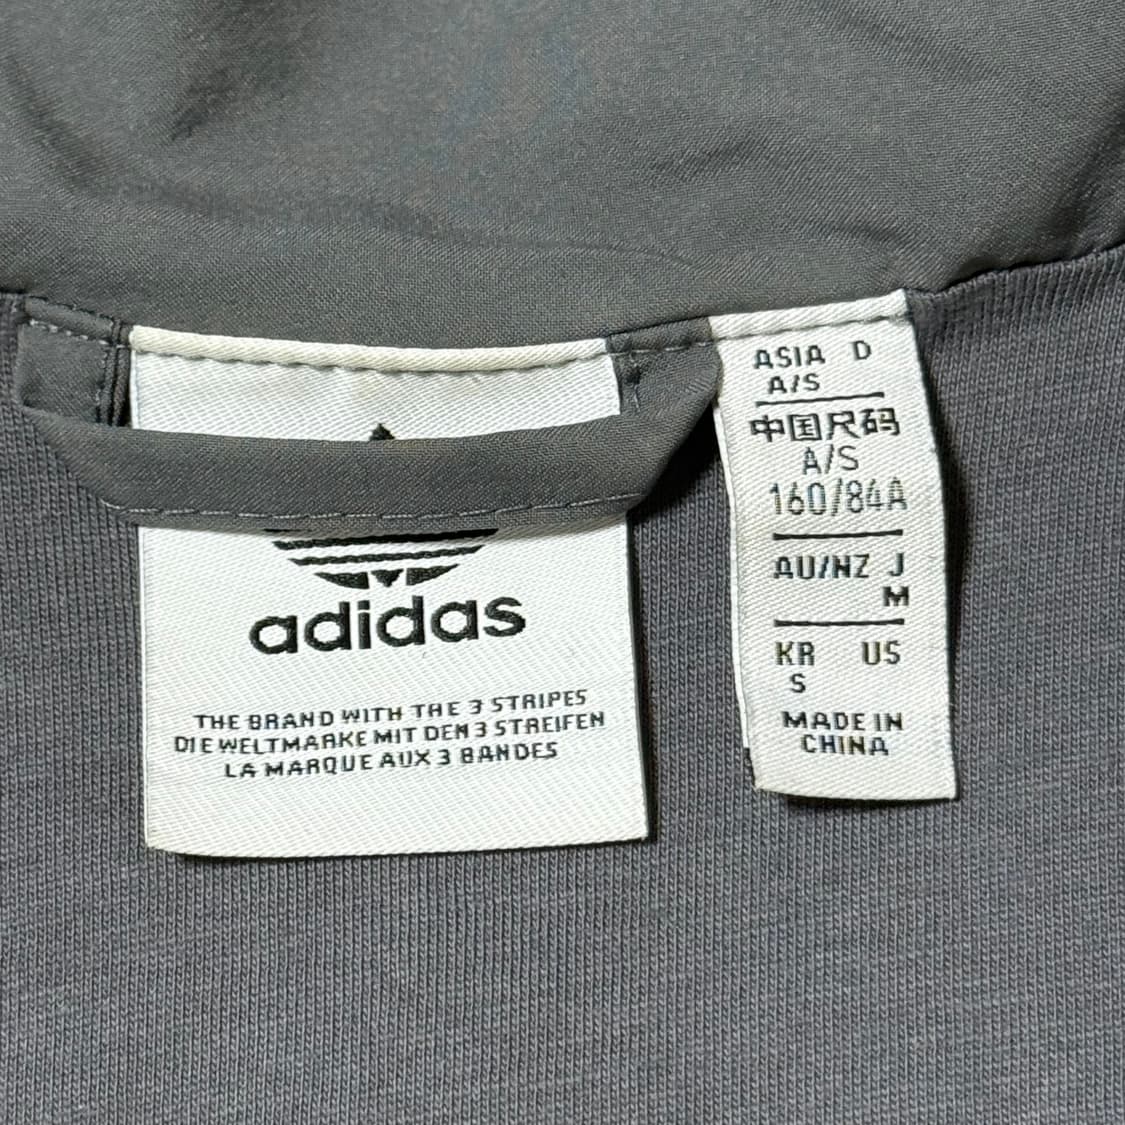 adidas
THE BRAND WITH THE 3 STRIPES
DIE WELTMARKE MIT DEN 3 STREIFEN
LA MARQUE AUX 3 BANDES
ASIA D
A/S
中国尺码
A/S
160/84A
AU/NZ J
M
KR US
S
MADE IN
CHINA